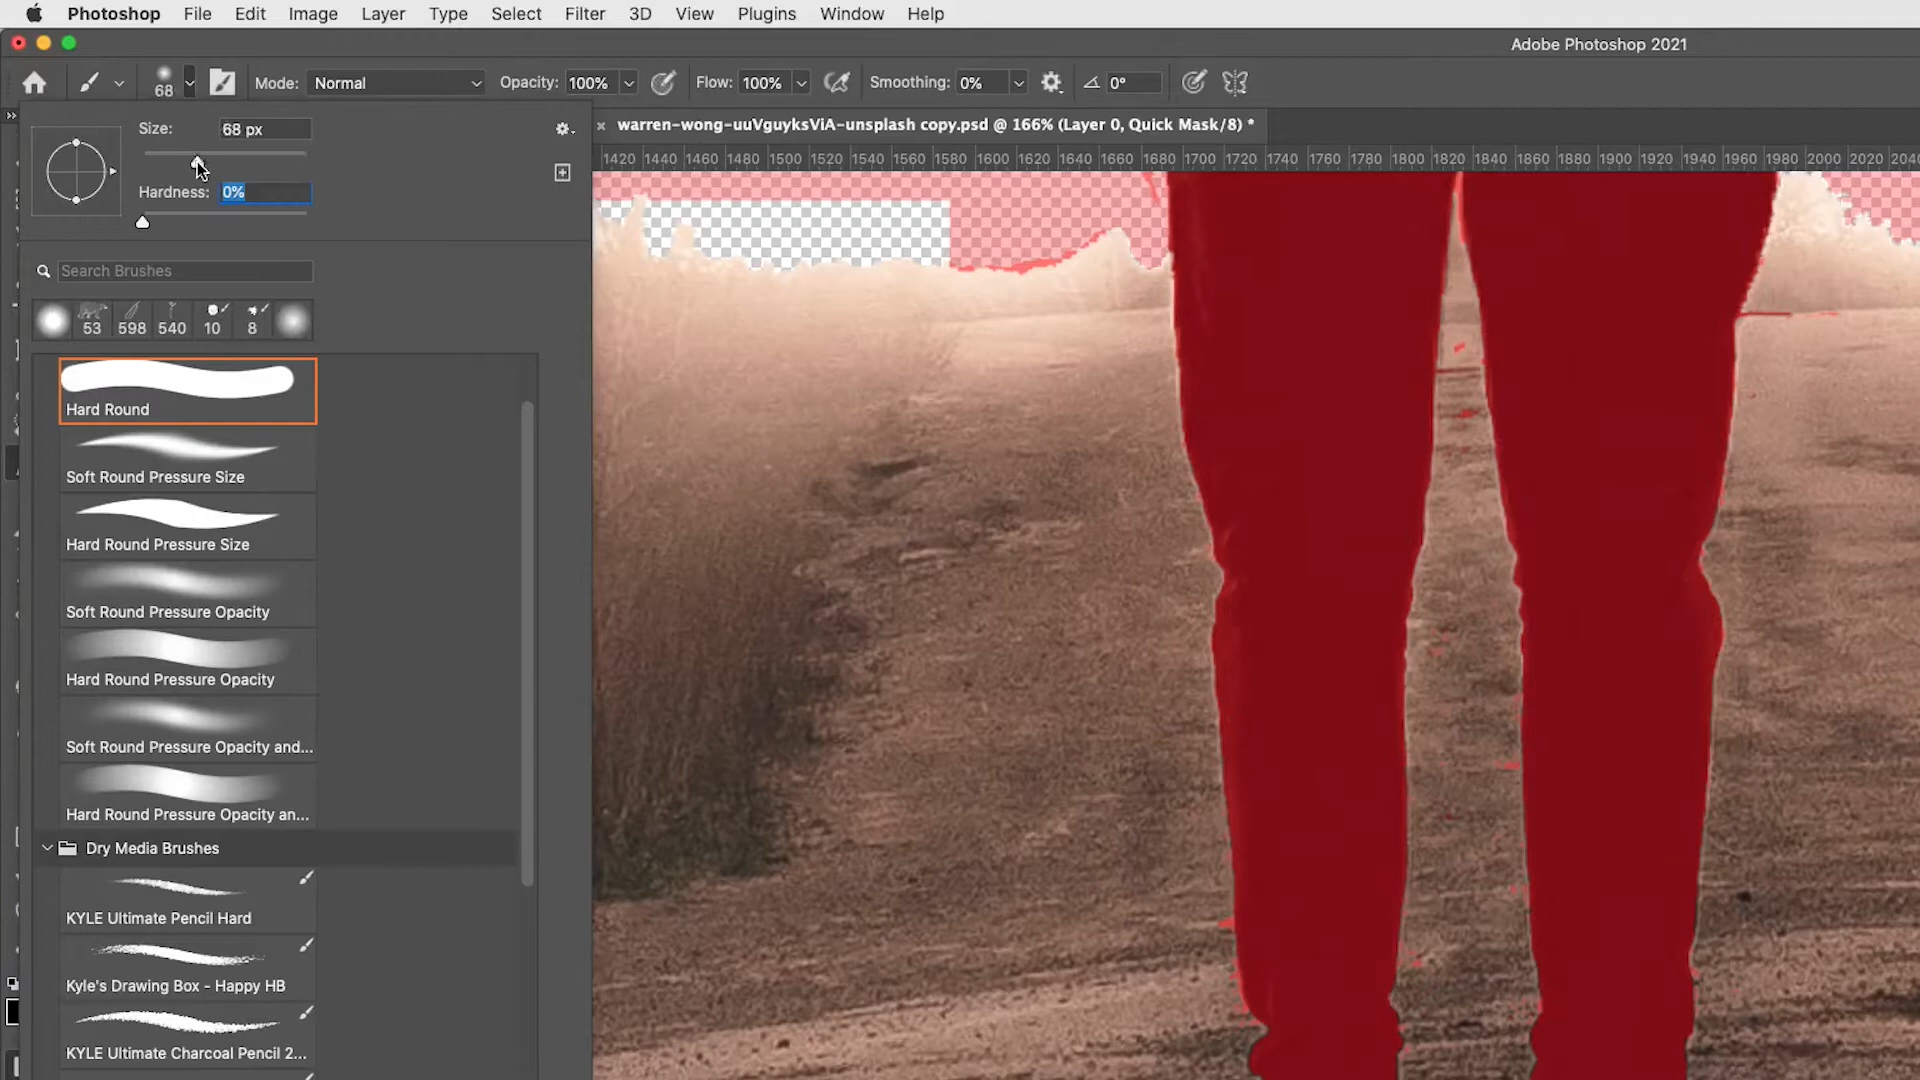 Photoshop File Edit Image Layer Type Select Filter 3D View Plugins Window Help
Adobe Photoshop 2021
68 Mode: Normal Opacity: 100% Flow: 100% Smoothing: 0% 0°
Size: 68 px
Hardness: 0%
Search Brushes
53 598 540 10 8
Hard Round
Soft Round Pressure Size
Hard Round Pressure Size
Soft Round Pressure Opacity
Hard Round Pressure Opacity
Soft Round Pressure Opacity and...
Hard Round Pressure Opacity an...
Dry Media Brushes
KYLE Ultimate Pencil Hard
Kyle's Drawing Box - Happy HB
KYLE Ultimate Charcoal Pencil 2...
warren-wong-uuVguyksViA-unsplash copy.psd @ 166% (Layer 0, Quick Mask/8) *
1420 1440 1460 1480 1500 1520 1540 1560 1580 1600 1620 1640 1660 1680 1700 1720 1740 1760 1780 1800 1820 1840 1860 1880 1900 1920 1940 1960 1980 2000 2020